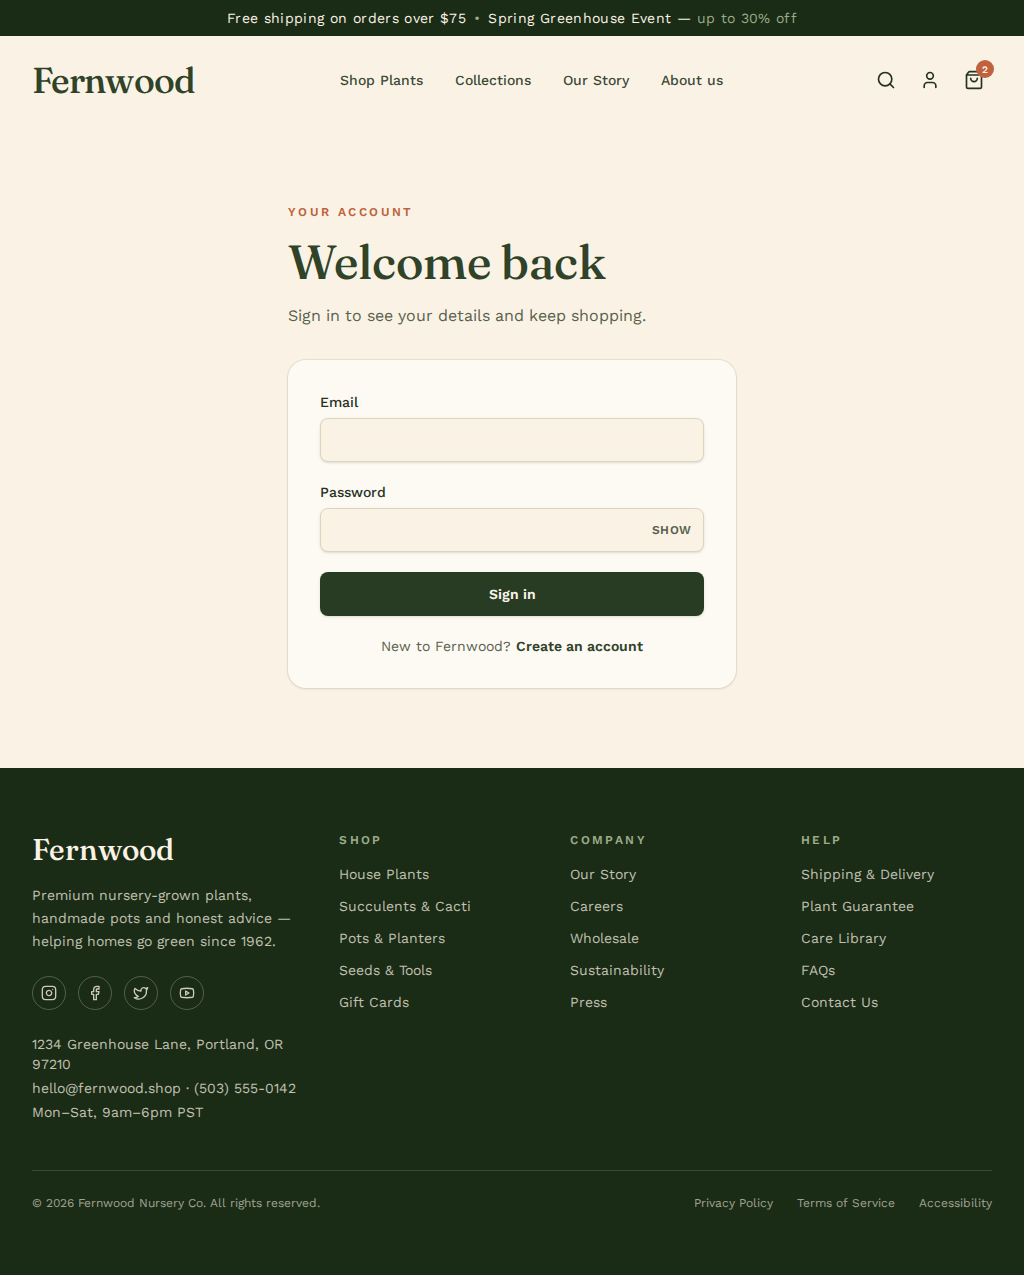 Free shipping on orders over $75 • Spring Greenhouse Event — up to 30% off
Fernwood
Shop Plants
Collections
Our Story
About us
2
YOUR ACCOUNT
Welcome back
Sign in to see your details and keep shopping.
Email
Password
SHOW
Sign in
New to Fernwood? Create an account
Fernwood
Premium nursery-grown plants,
handmade pots and honest advice —
helping homes go green since 1962.
1234 Greenhouse Lane, Portland, OR
97210
hello@fernwood.shop · (503) 555-0142
Mon–Sat, 9am–6pm PST
SHOP
House Plants
Succulents & Cacti
Pots & Planters
Seeds & Tools
Gift Cards
COMPANY
Our Story
Careers
Wholesale
Sustainability
Press
HELP
Shipping & Delivery
Plant Guarantee
Care Library
FAQs
Contact Us
© 2026 Fernwood Nursery Co. All rights reserved.
Privacy Policy
Terms of Service
Accessibility